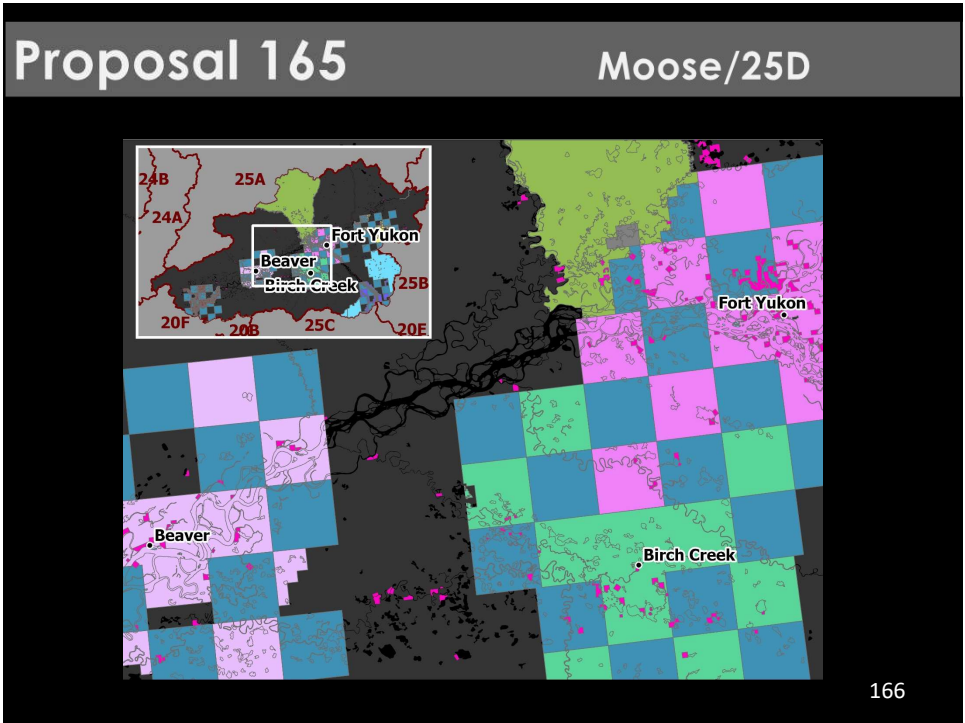 Proposal 165
Moose/25D
24B
25A
24A
Fort Yukon
Beaver
Birch Creek
25B
20F
20B
25C
20E
Fort Yukon
Beaver
Birch Creek
166